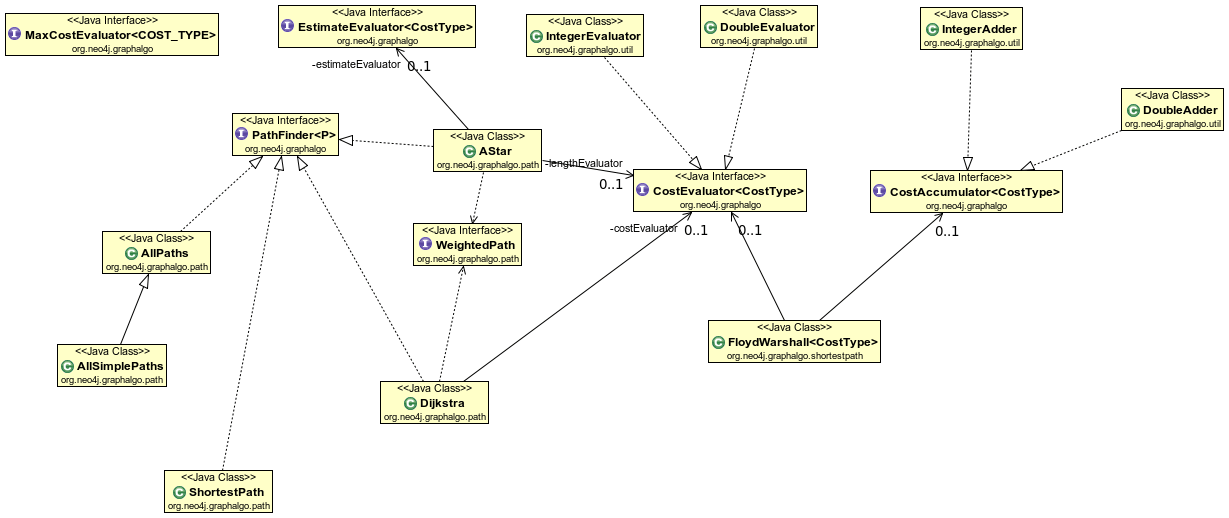 <<Java Interface>>
MaxCostEvaluator<COST_TYPE>
org.neo4j.graphalgo
<<Java Interface>>
EstimateEvaluator<CostType>
org.neo4j.graphalgo
<<Java Class>>
IntegerEvaluator
org.neo4j.graphalgo.util
<<Java Class>>
DoubleEvaluator
org.neo4j.graphalgo.util
<<Java Class>>
IntegerAdder
org.neo4j.graphalgo.util
-estimateEvaluator
0..1
<<Java Class>>
DoubleAdder
org.neo4j.graphalgo.util
<<Java Interface>>
PathFinder<P>
org.neo4j.graphalgo
<<Java Class>>
AStar
org.neo4j.graphalgo.path
-lengthEvaluator
0..1
<<Java Interface>>
CostEvaluator<CostType>
org.neo4j.graphalgo
<<Java Interface>>
CostAccumulator<CostType>
org.neo4j.graphalgo
-costEvaluator
0..1
0..1
0..1
<<Java Class>>
AllPaths
org.neo4j.graphalgo.path
<<Java Interface>>
WeightedPath
org.neo4j.graphalgo.path
<<Java Class>>
FloydWarshall<CostType>
org.neo4j.graphalgo.shortestpath
<<Java Class>>
AllSimplePaths
org.neo4j.graphalgo.path
<<Java Class>>
Dijkstra
org.neo4j.graphalgo.path
<<Java Class>>
ShortestPath
org.neo4j.graphalgo.path